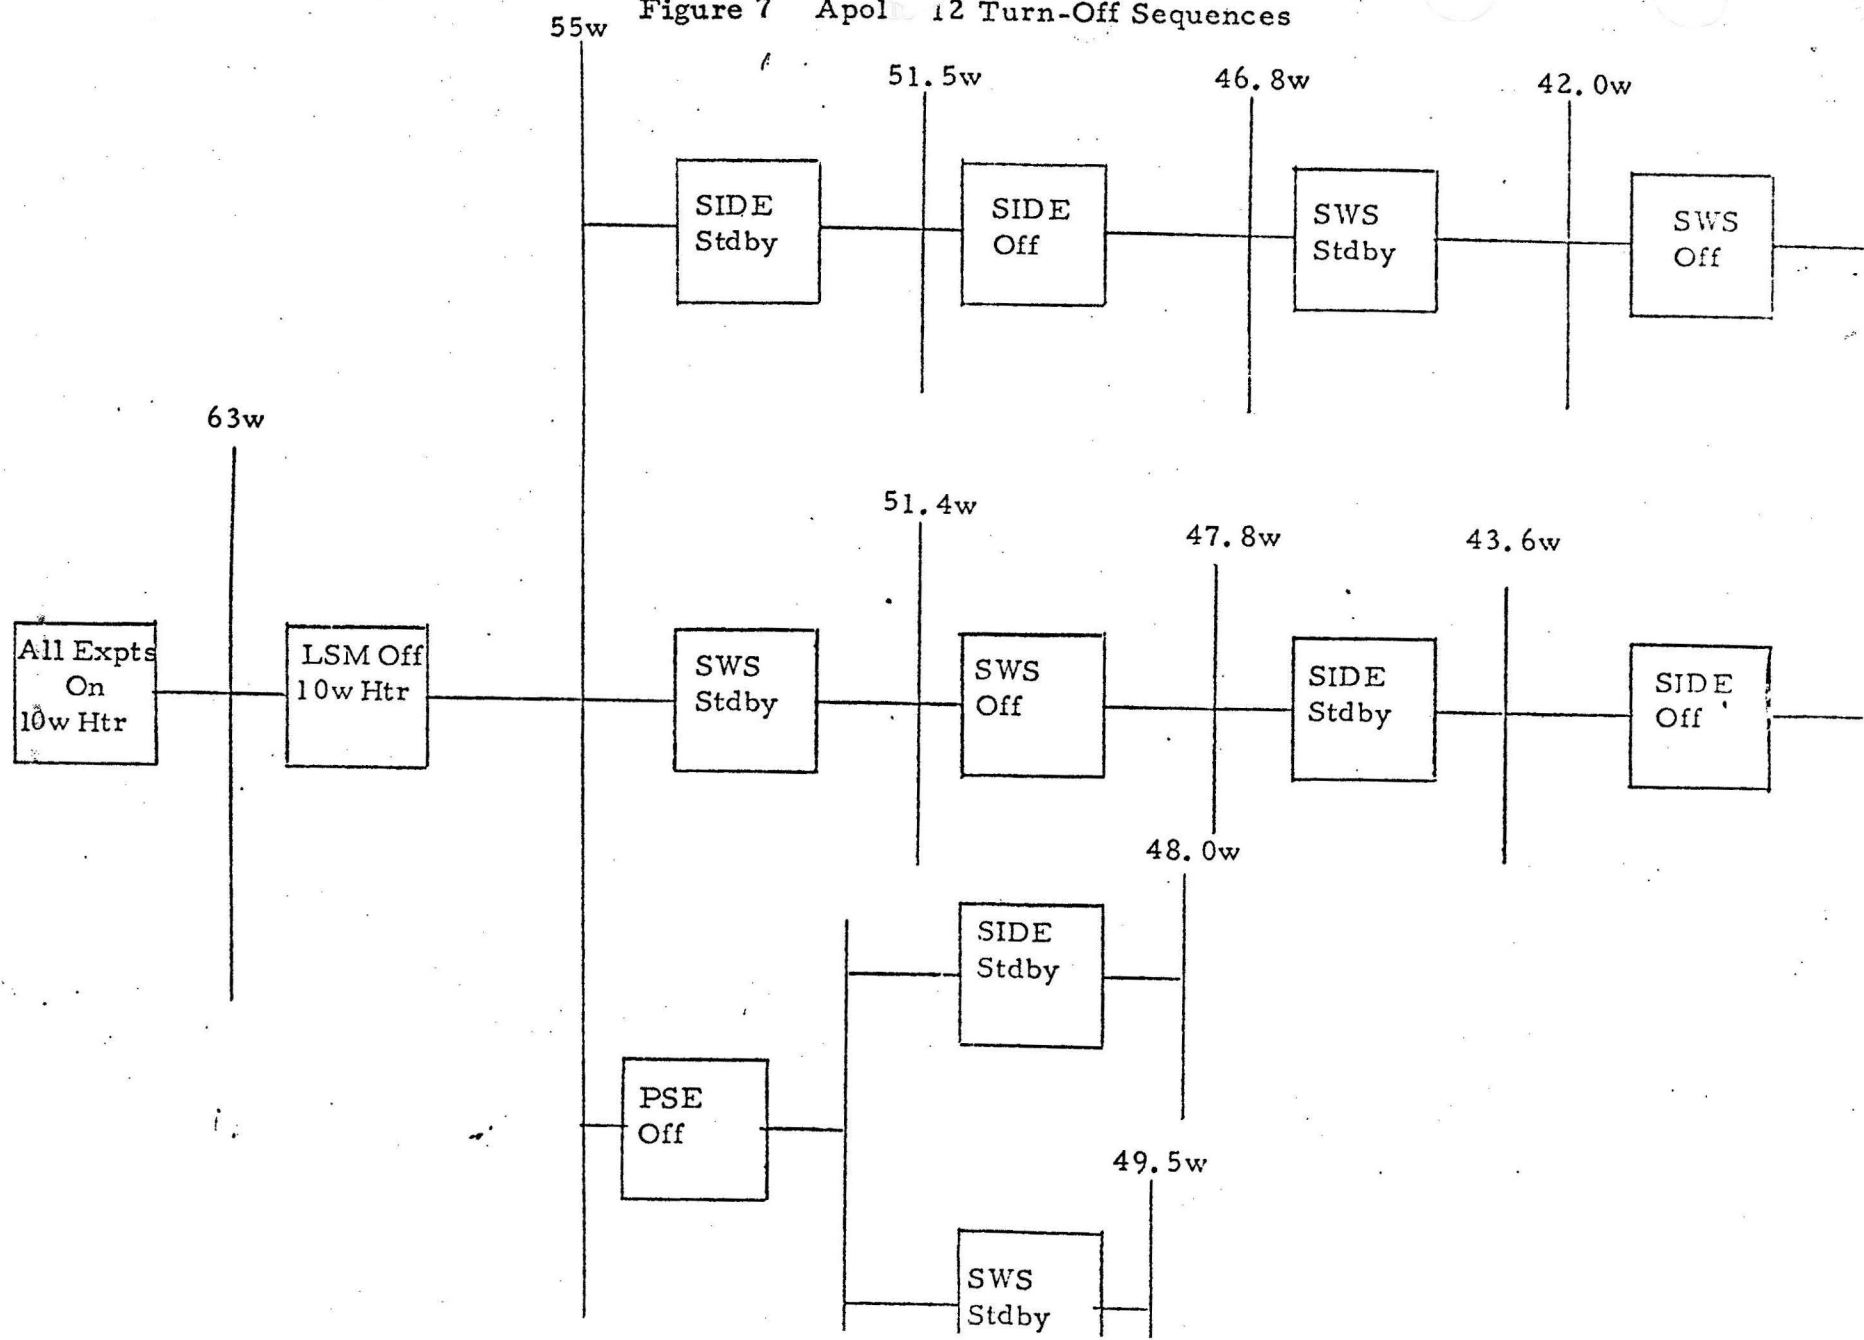 Figure 7 Apol 12 Turn-Off Sequences
55w
51.5w
46.8w
42.0w
SIDE
Stdby
SIDE
Off
SWS
Stdby
SWS
Off
63w
51.4w
47.8w
43.6w
All Expts
On
10w Htr
LSM Off
10w Htr
SWS
Stdby
SWS
Off
SIDE
Stdby
SIDE
Off
48.0w
SIDE
Stdby
PSE
Off
49.5w
SWS
Stdby